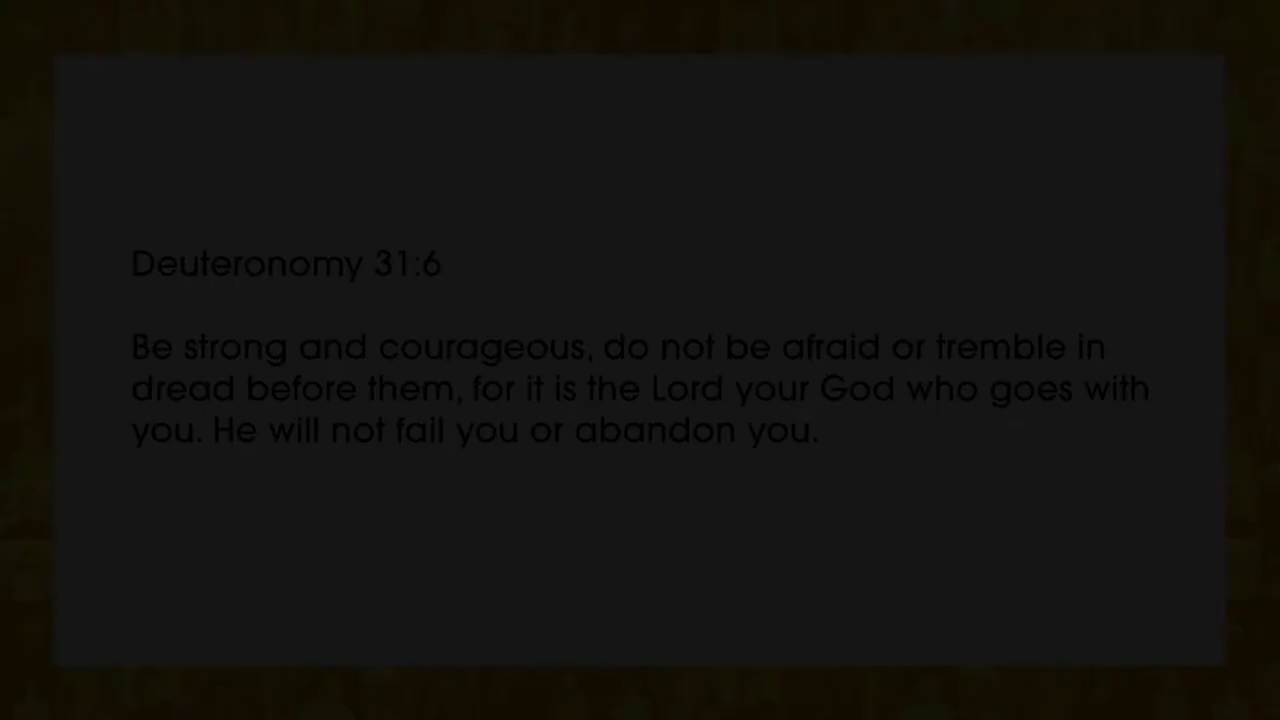 Deuteronomy 31:6
Be strong and courageous, do not be afraid or tremble in
dread before them, for it is the Lord your God who goes with
you. He will not fail you or abandon you.